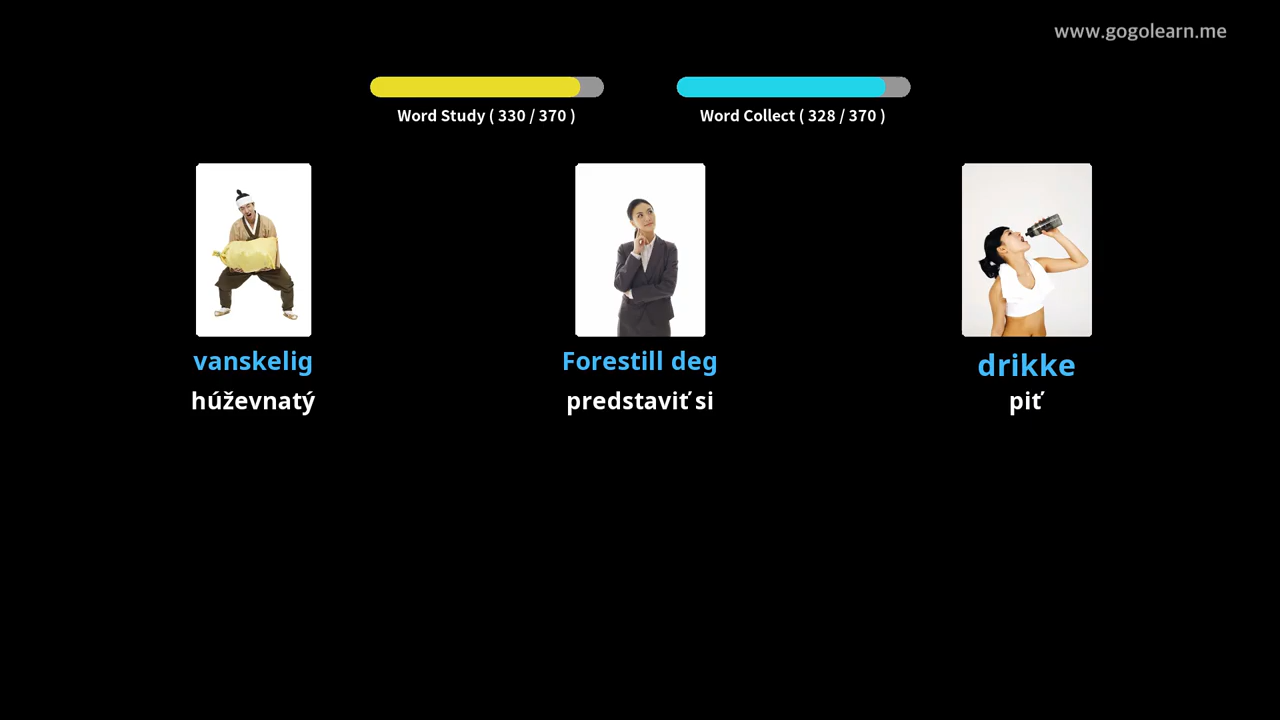 www.gogolearn.me
Word Study ( 330 / 370 )
Word Collect ( 328 / 370 )
vanskelig
húževnatý
Forestill deg
predstaviť si
drikke
piť